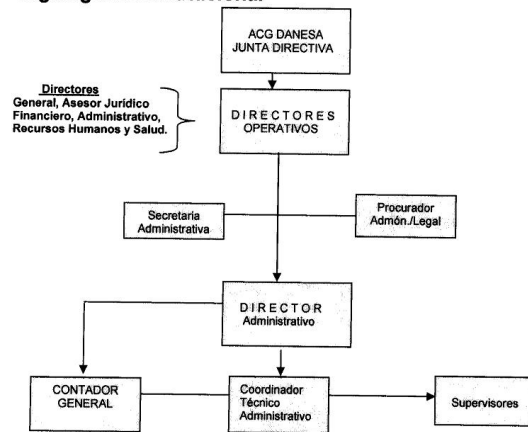 ACG DANESA
JUNTA DIRECTIVA
Directores
General, Asesor Jurídico
Financiero, Administrativo,
Recursos Humanos y Salud.
DIRECTORES
OPERATIVOS
Secretaria
Administrativa
Procurador
Admón./Legal
DIRECTOR
Administrativo
CONTADOR
GENERAL
Coordinador
Técnico
Administrativo
Supervisores